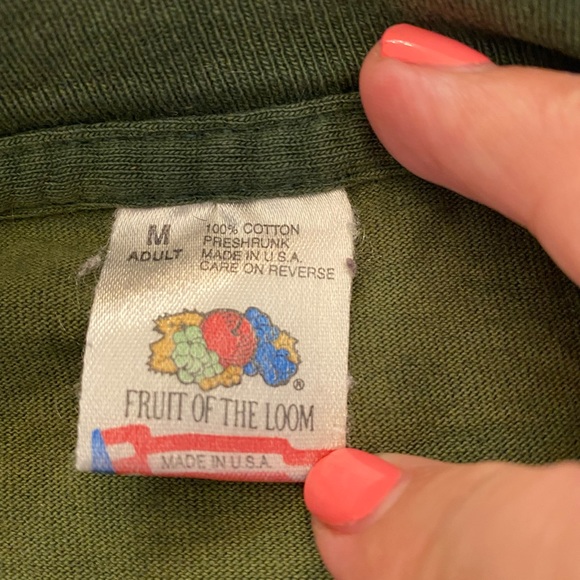 M
ADULT
100% COTTON
PRESHRUNK
MADE IN U.S.A.
CARE ON REVERSE
®
FRUIT OF THE LOOM
MADE IN U.S.A.